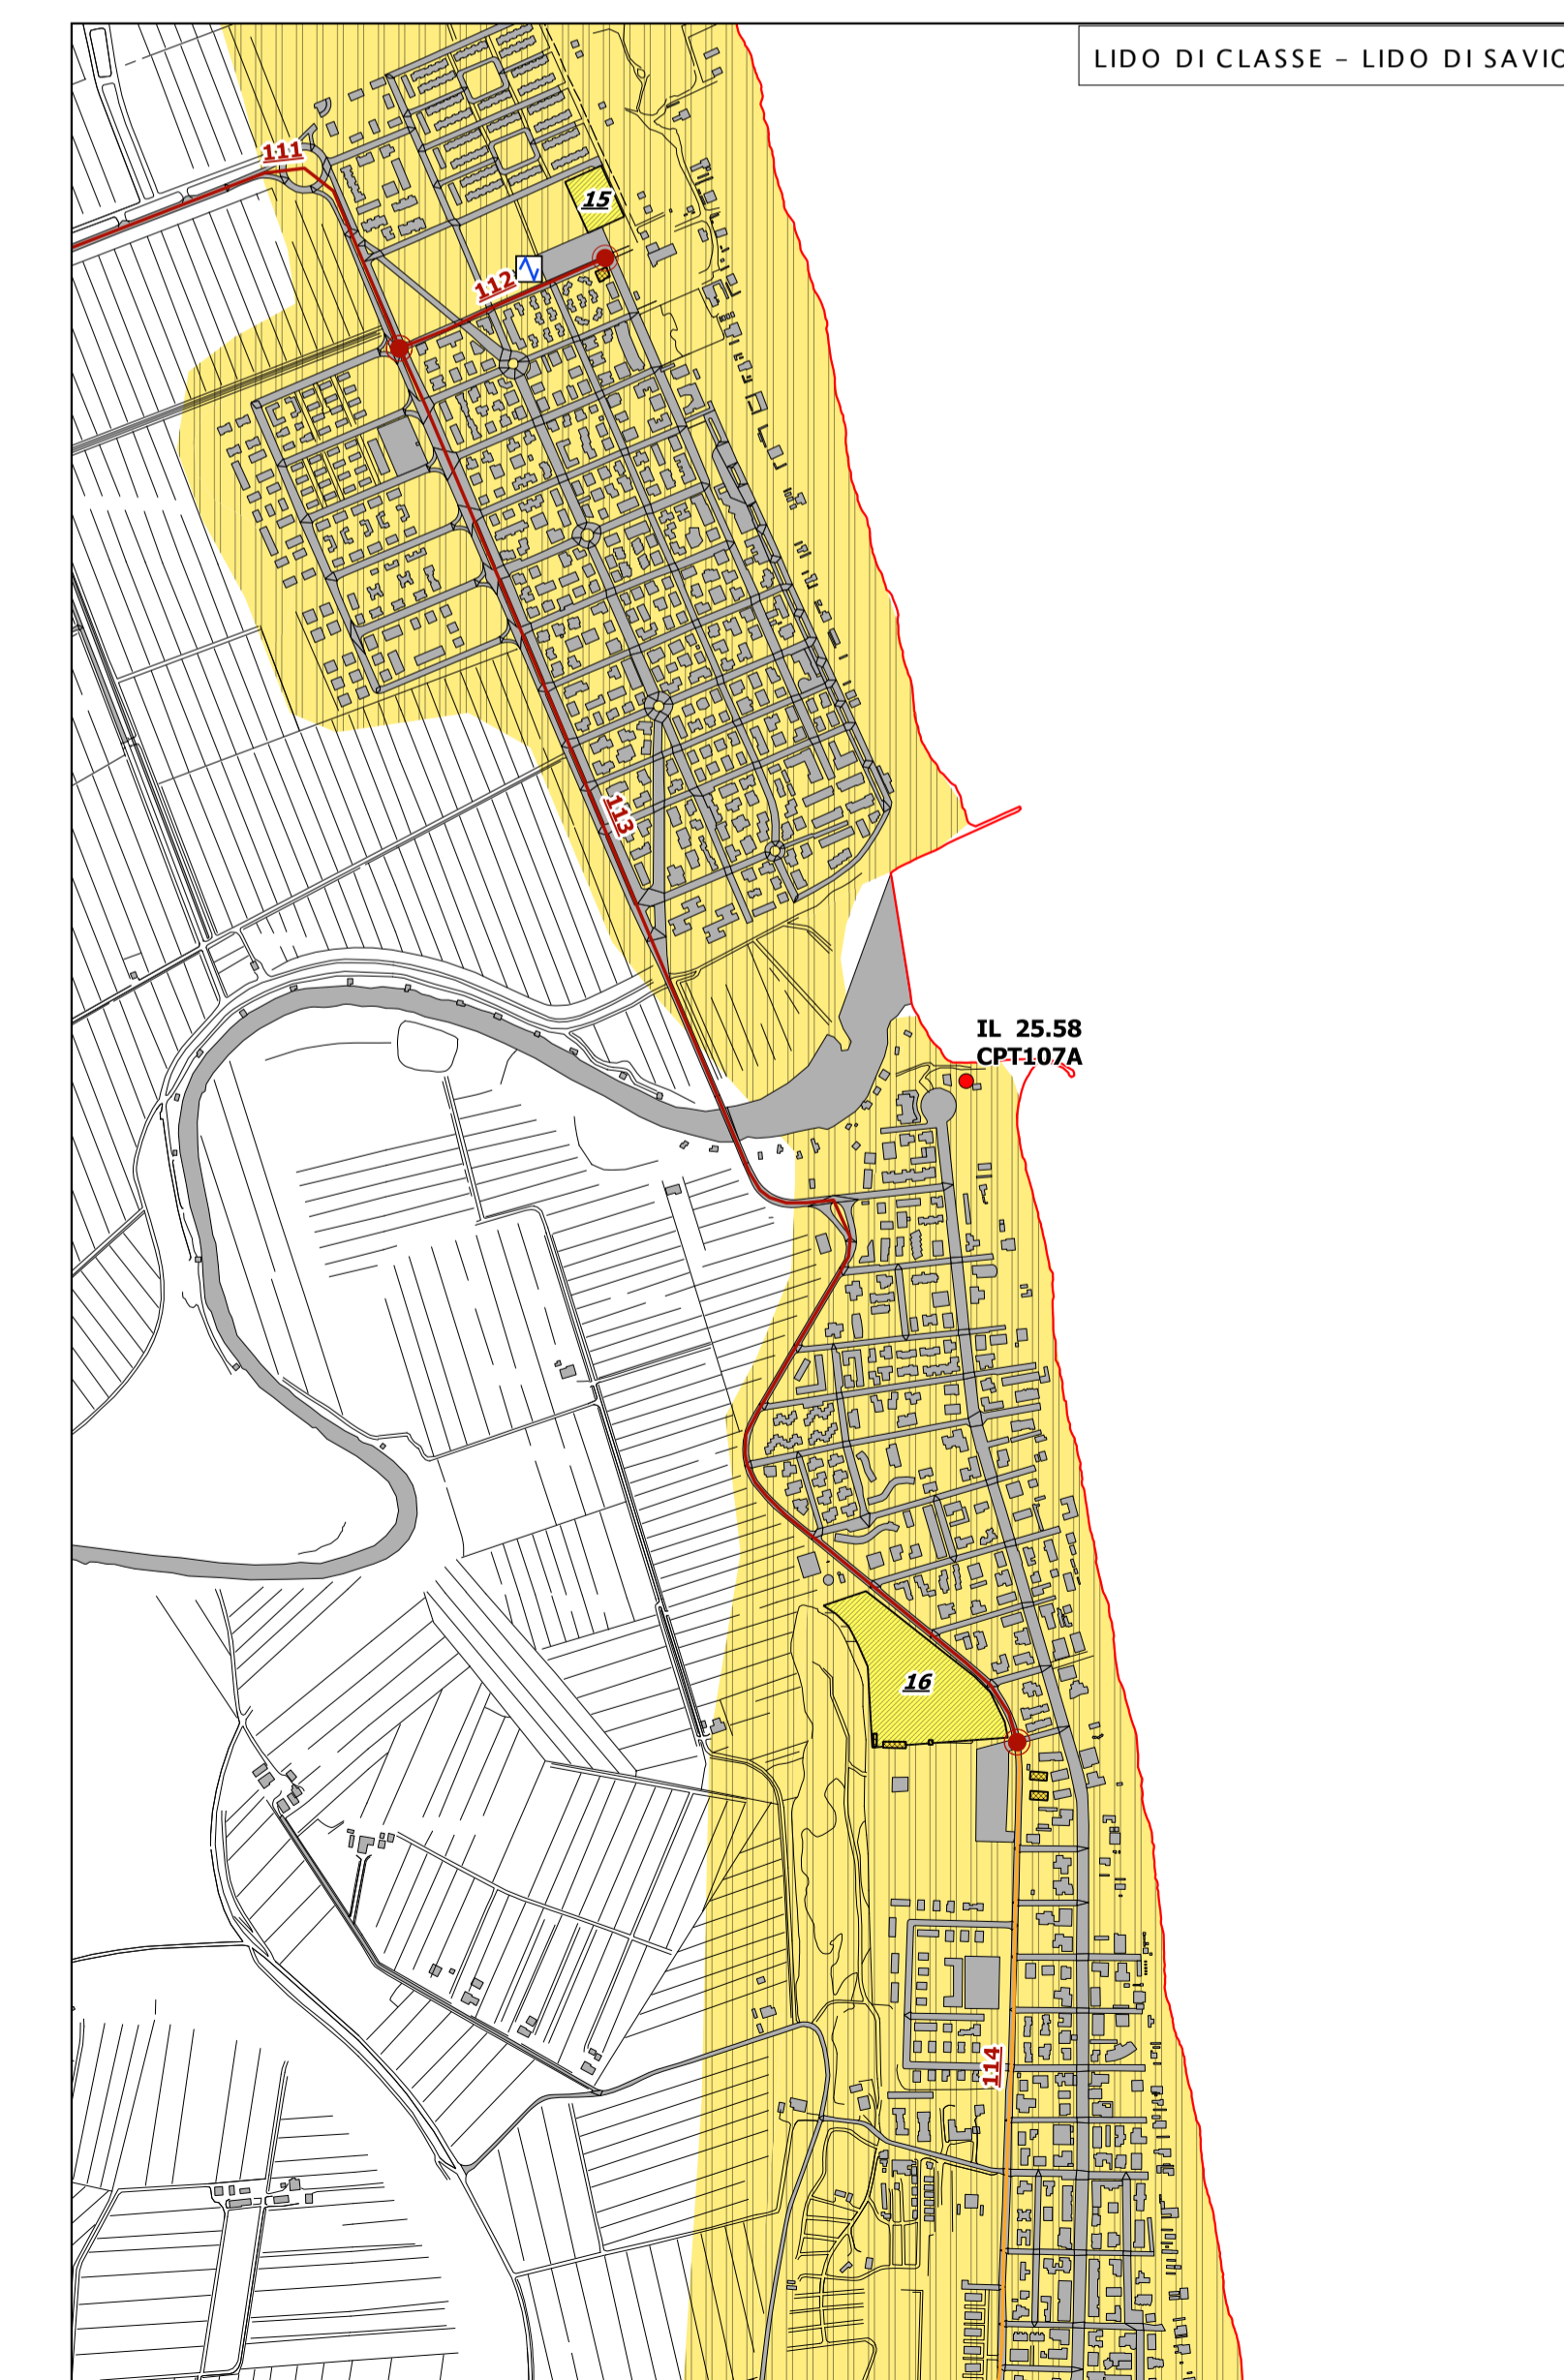 LIDO DI CLASSE – LIDO DI SAVIO
111
15
112
113
IL 25.58
CPT107A
16
114